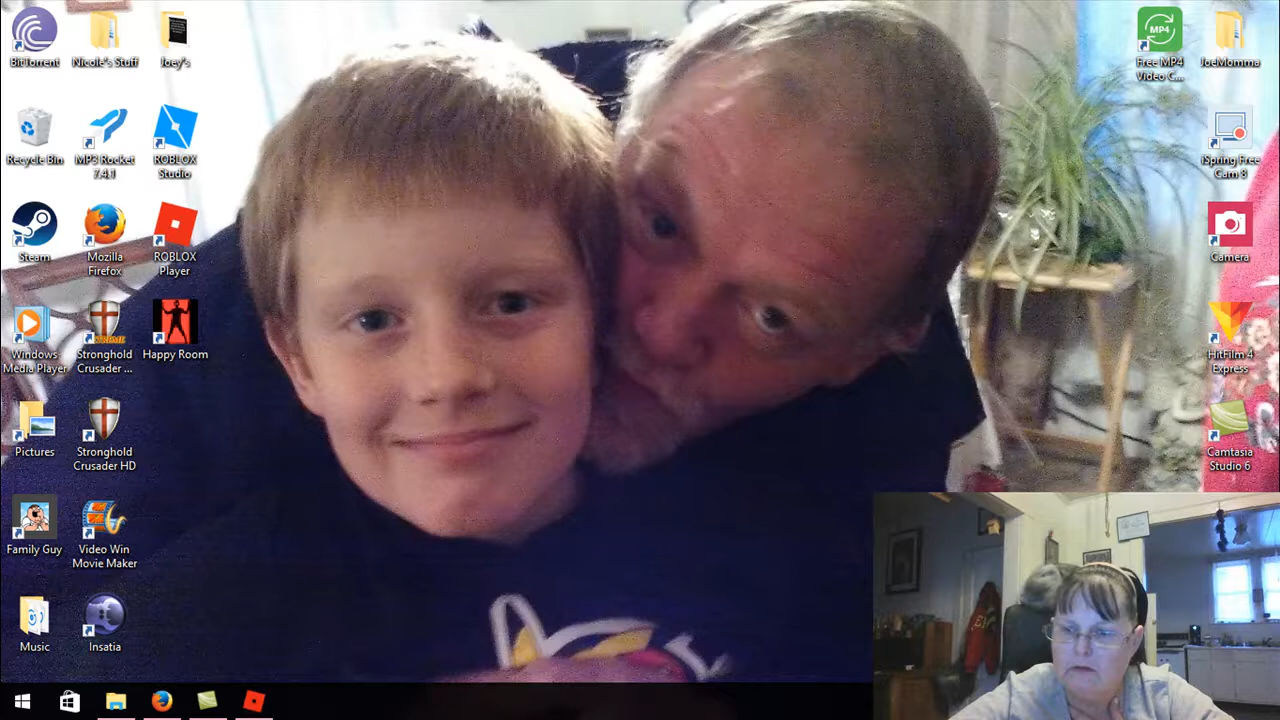 BitTorrent
Nicole's Stuff
Joey's
MP4
Free MP4
Video C...
JoeMomma
Recycle Bin
MP3 Rocket
7.4.1
ROBLOX
Studio
iSpring Free
Cam 8
Steam
Mozilla
Firefox
ROBLOX
Player
Camera
Windows
Media Player
Stronghold
Crusader ...
Happy Room
HitFilm 4
Express
Pictures
Stronghold
Crusader HD
Camtasia
Studio 6
Family Guy
Video Win
Movie Maker
Music
Insatia